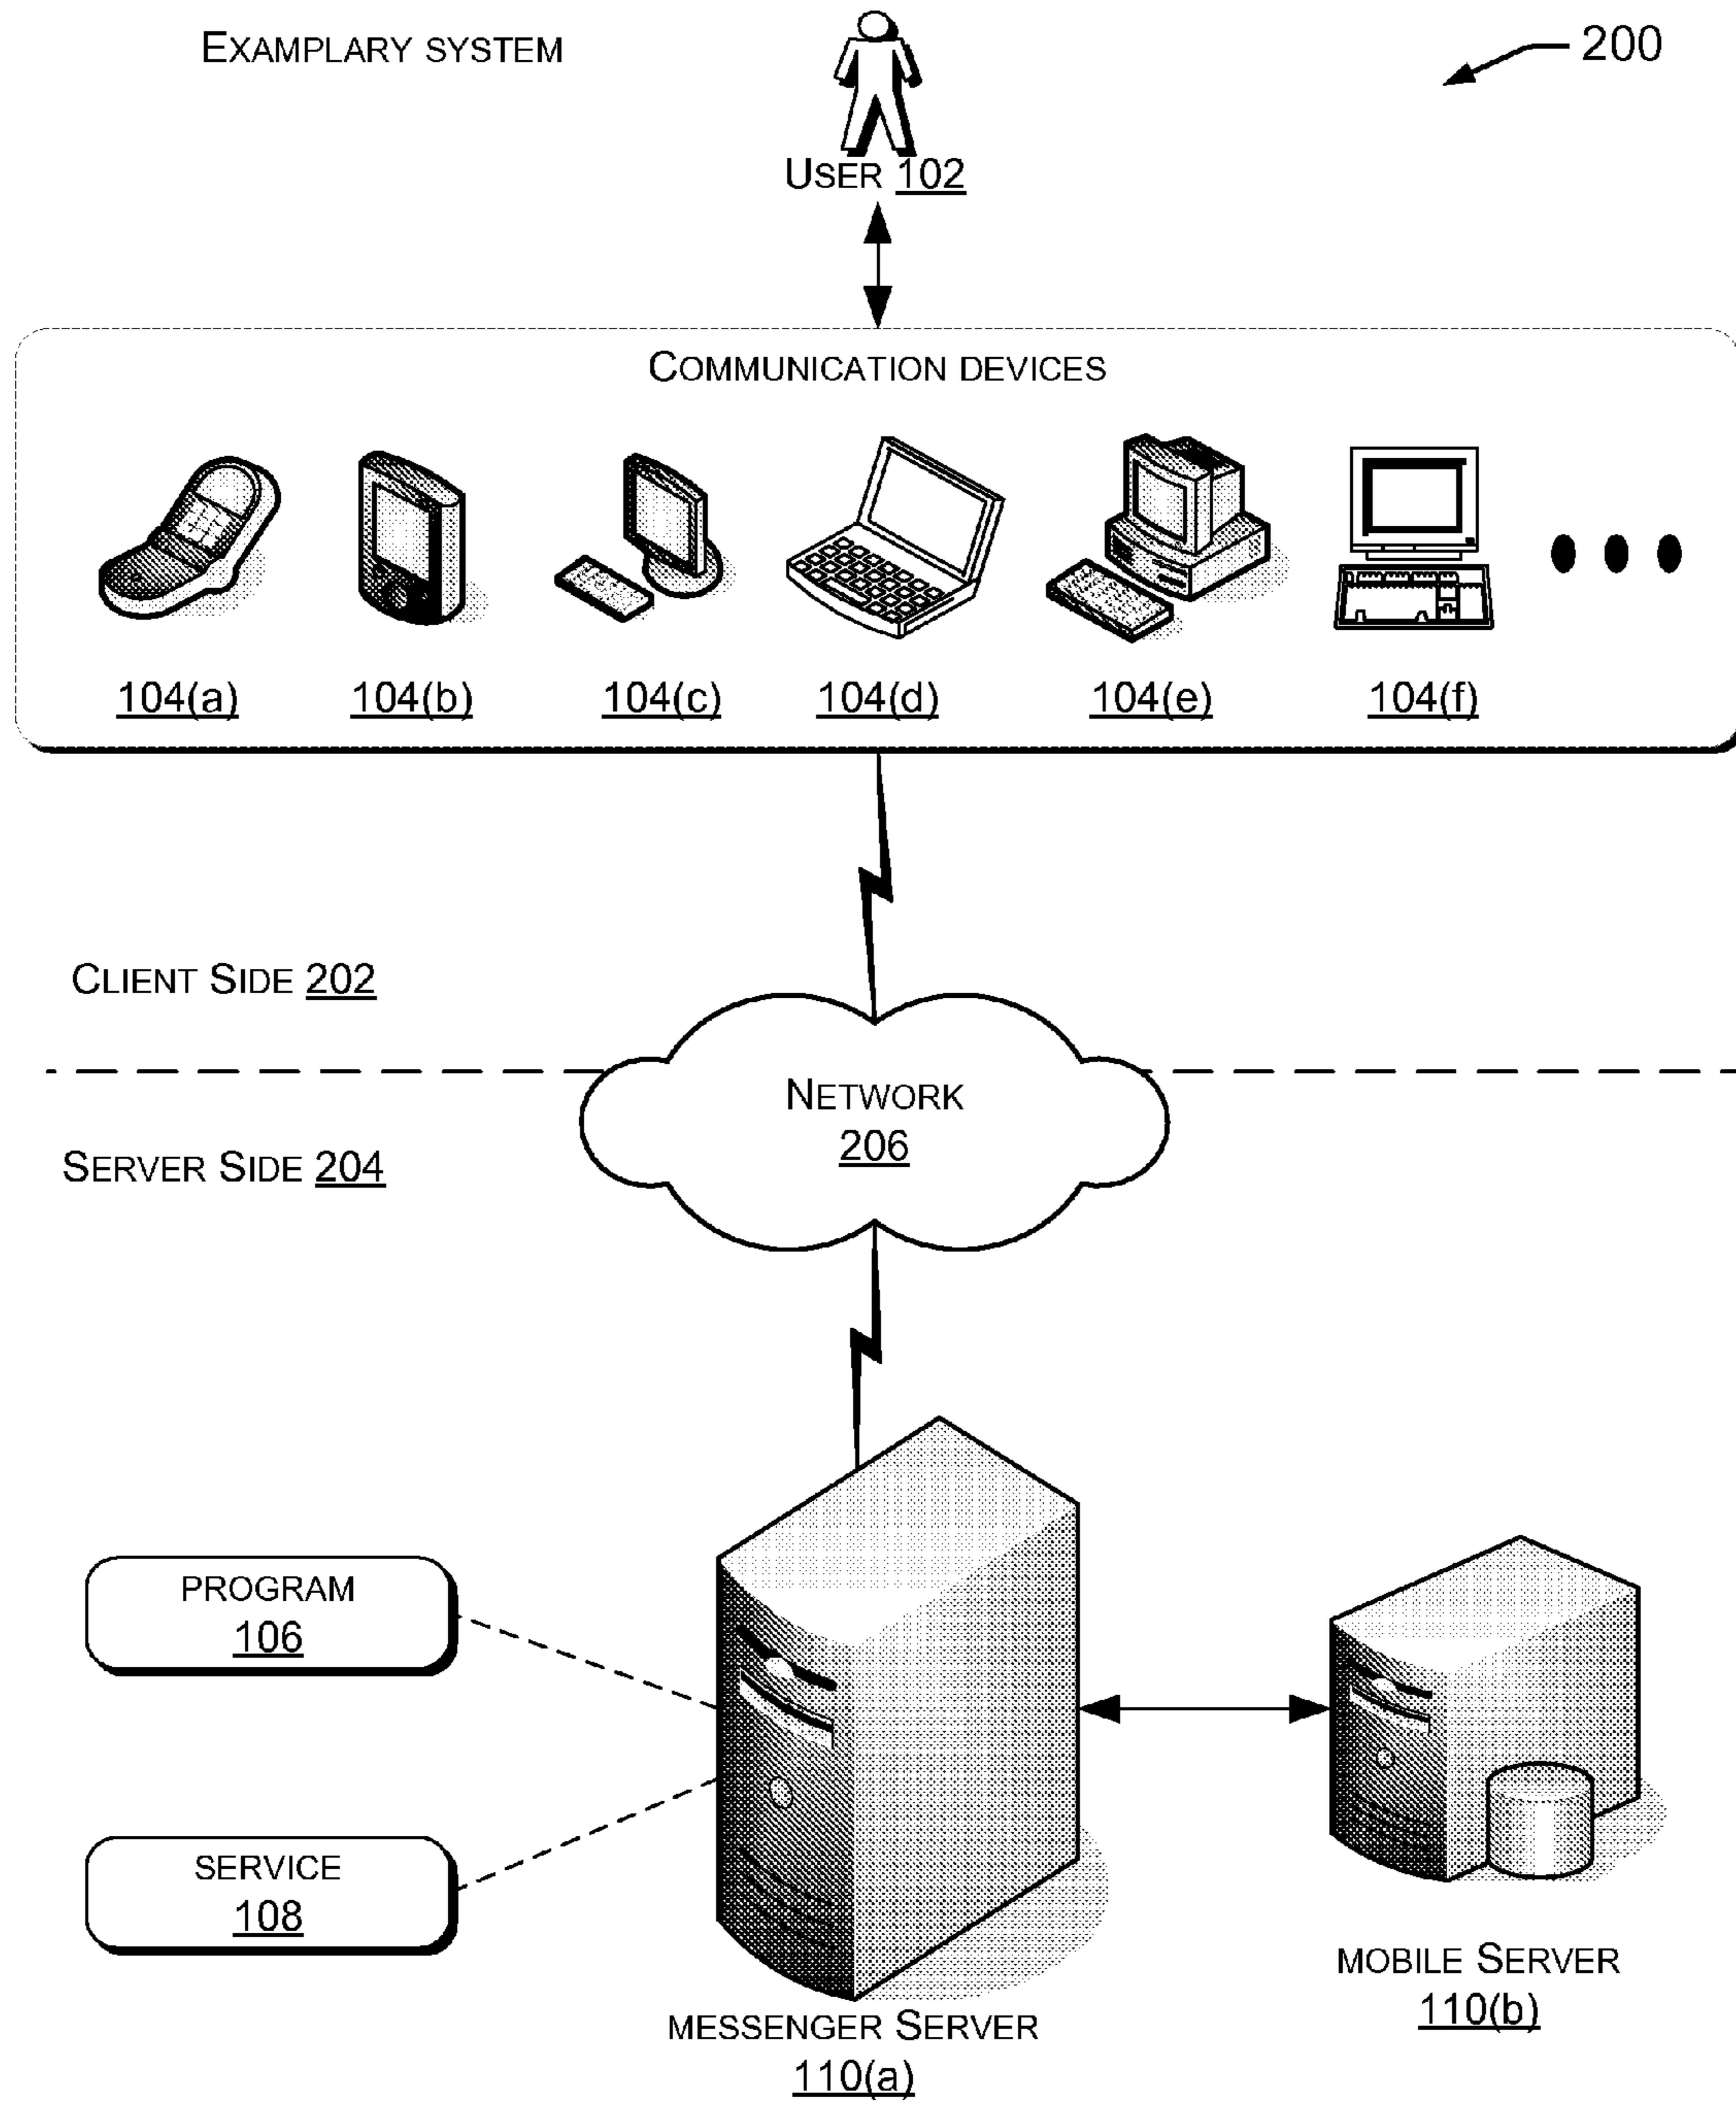 EXAMPLARY SYSTEM
200
USER 102
COMMUNICATION DEVICES
104(a) 104(b) 104(c) 104(d) 104(e) 104(f)
CLIENT SIDE 202
NETWORK
206
SERVER SIDE 204
PROGRAM
106
SERVICE
108
MOBILE SERVER
110(b)
MESSENGER SERVER
110(a)